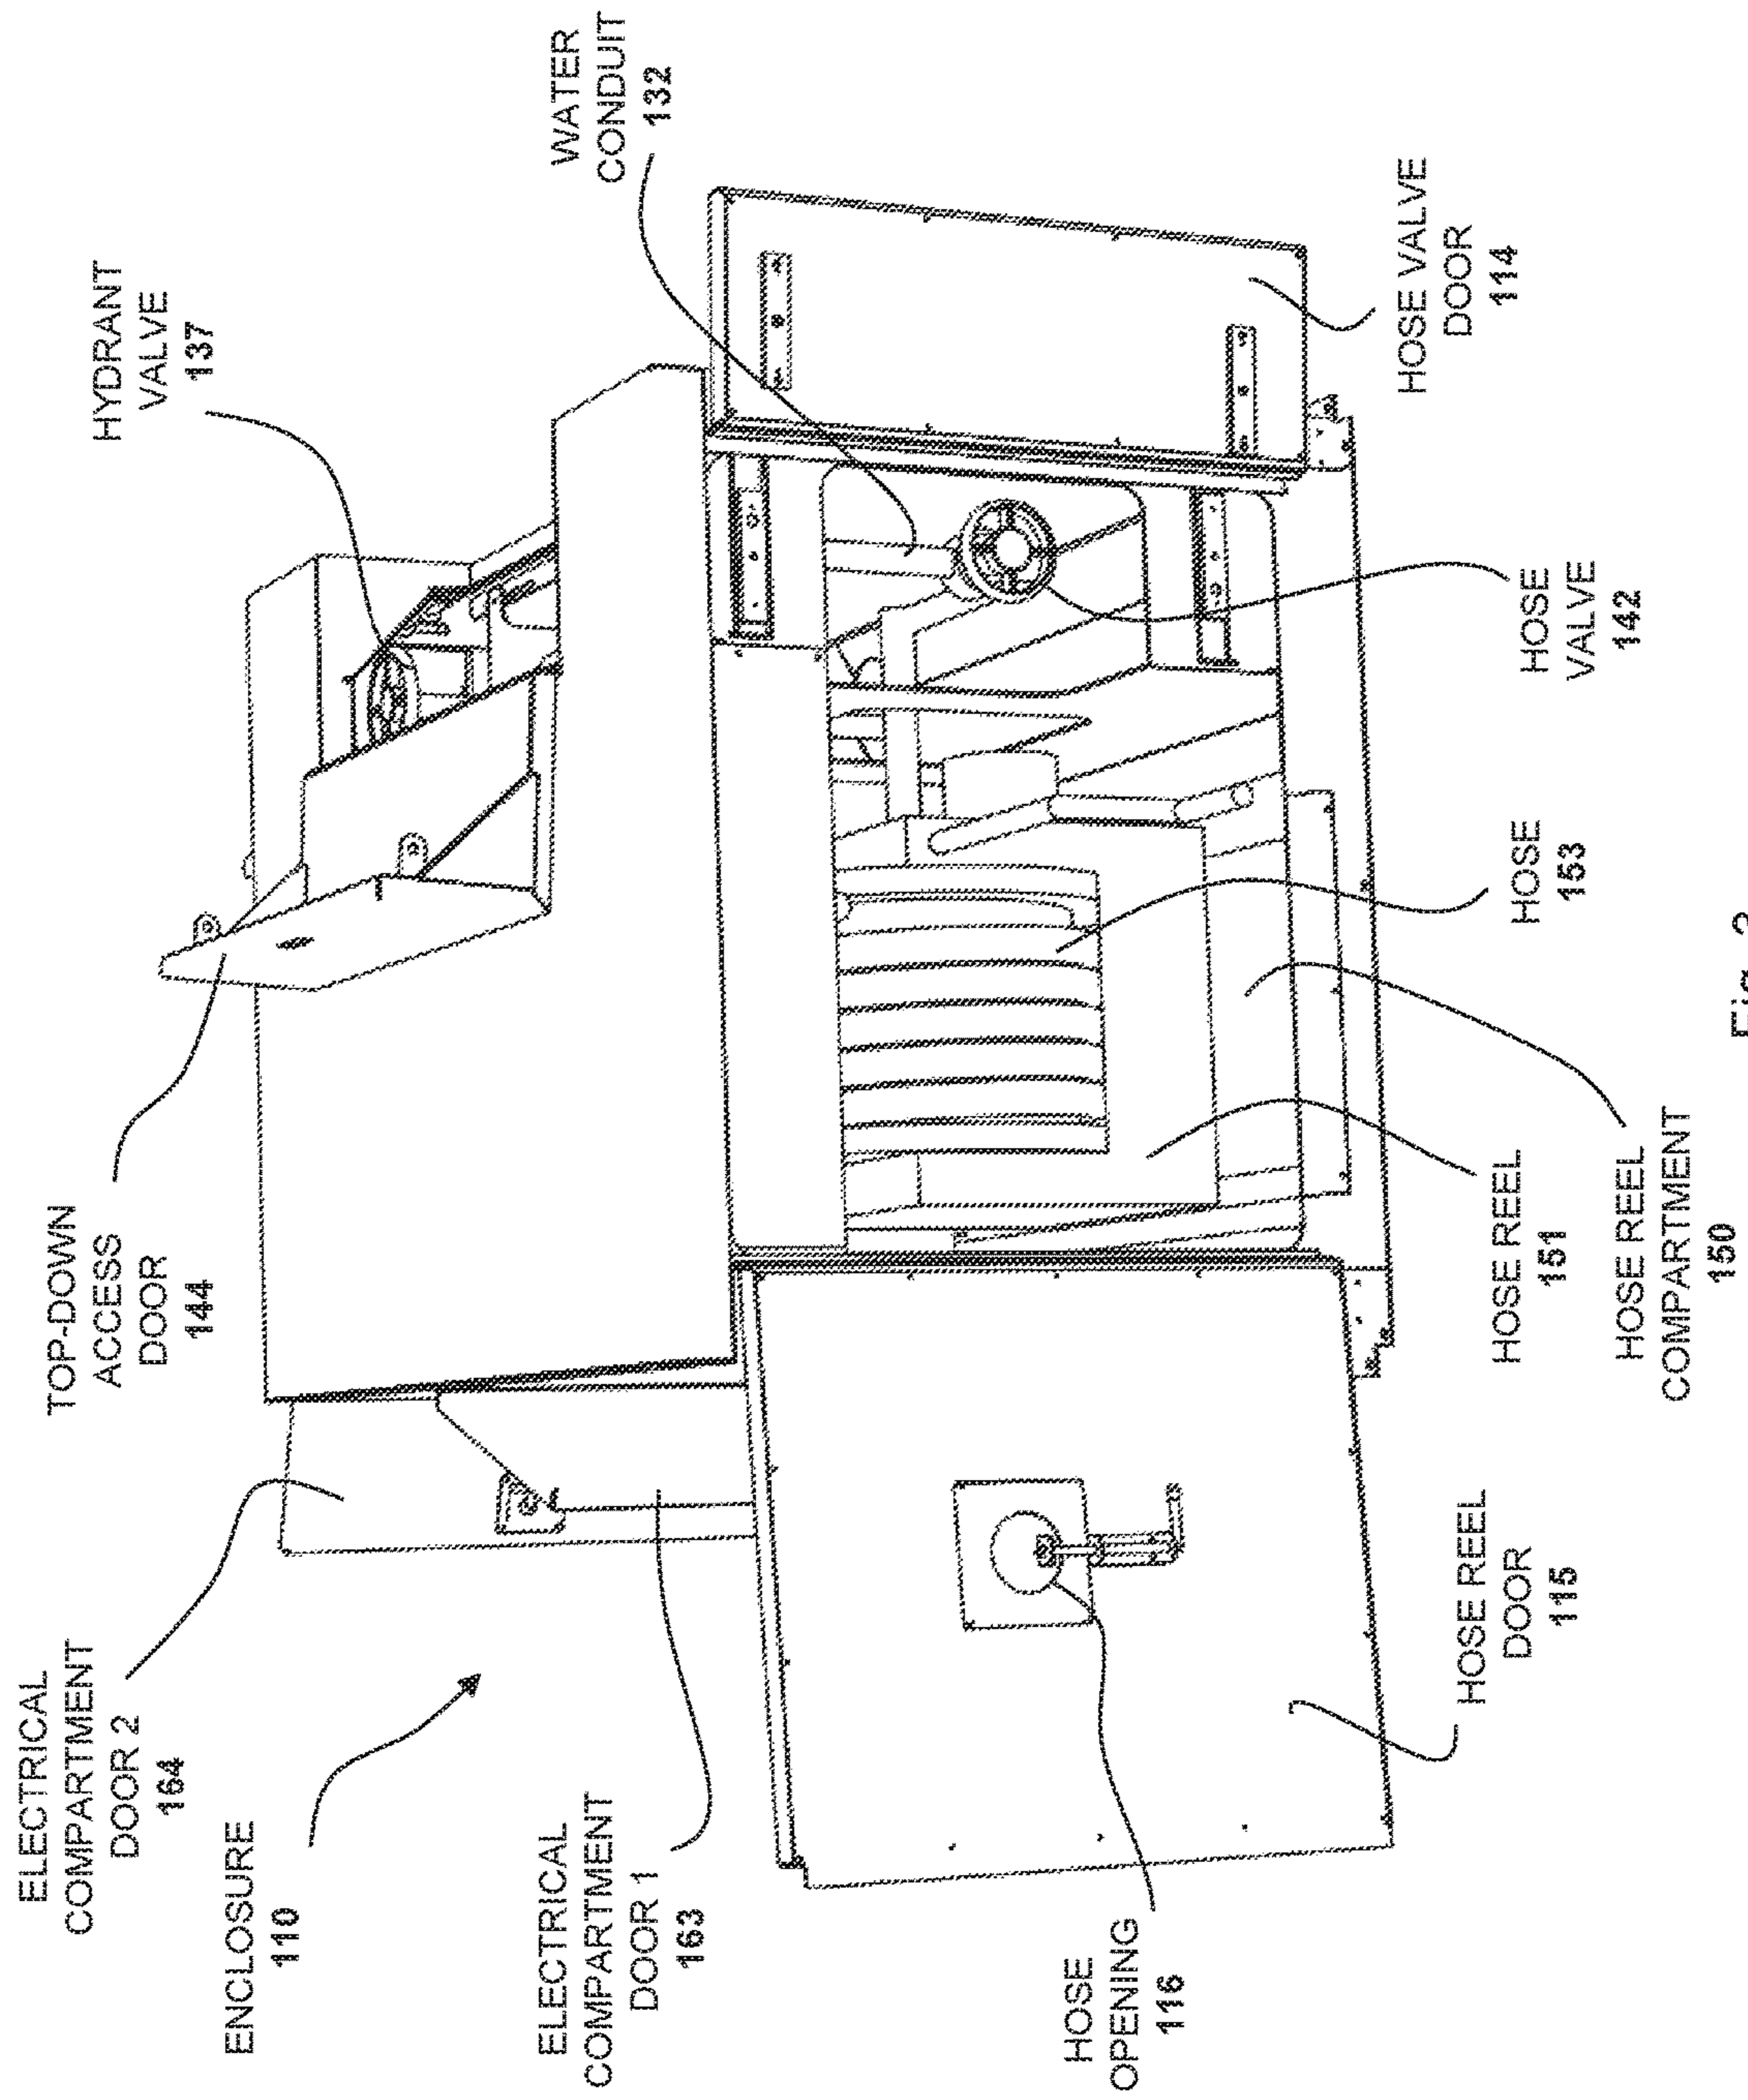 ELECTRICAL
COMPARTMENT
DOOR 2
164
TOP-DOWN
ACCESS
DOOR
144
HYDRANT
VALVE
137
ENCLOSURE
110
ELECTRICAL
COMPARTMENT
DOOR 1
163
WATER
CONDUIT
132
HOSE
OPENING
116
HOSE VALVE
DOOR
114
HOSE REEL
DOOR
115
HOSE REEL
151
HOSE
153
HOSE
VALVE
142
HOSE REEL
COMPARTMENT
150
Fig.